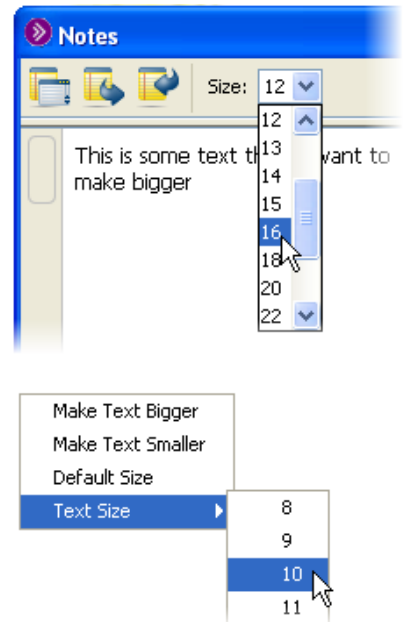 Notes
Size: 12
12
This is some text th want to
13
make bigger
14
15
16
18
20
22
Make Text Bigger
Make Text Smaller
Default Size
Text Size
8
9
10
11